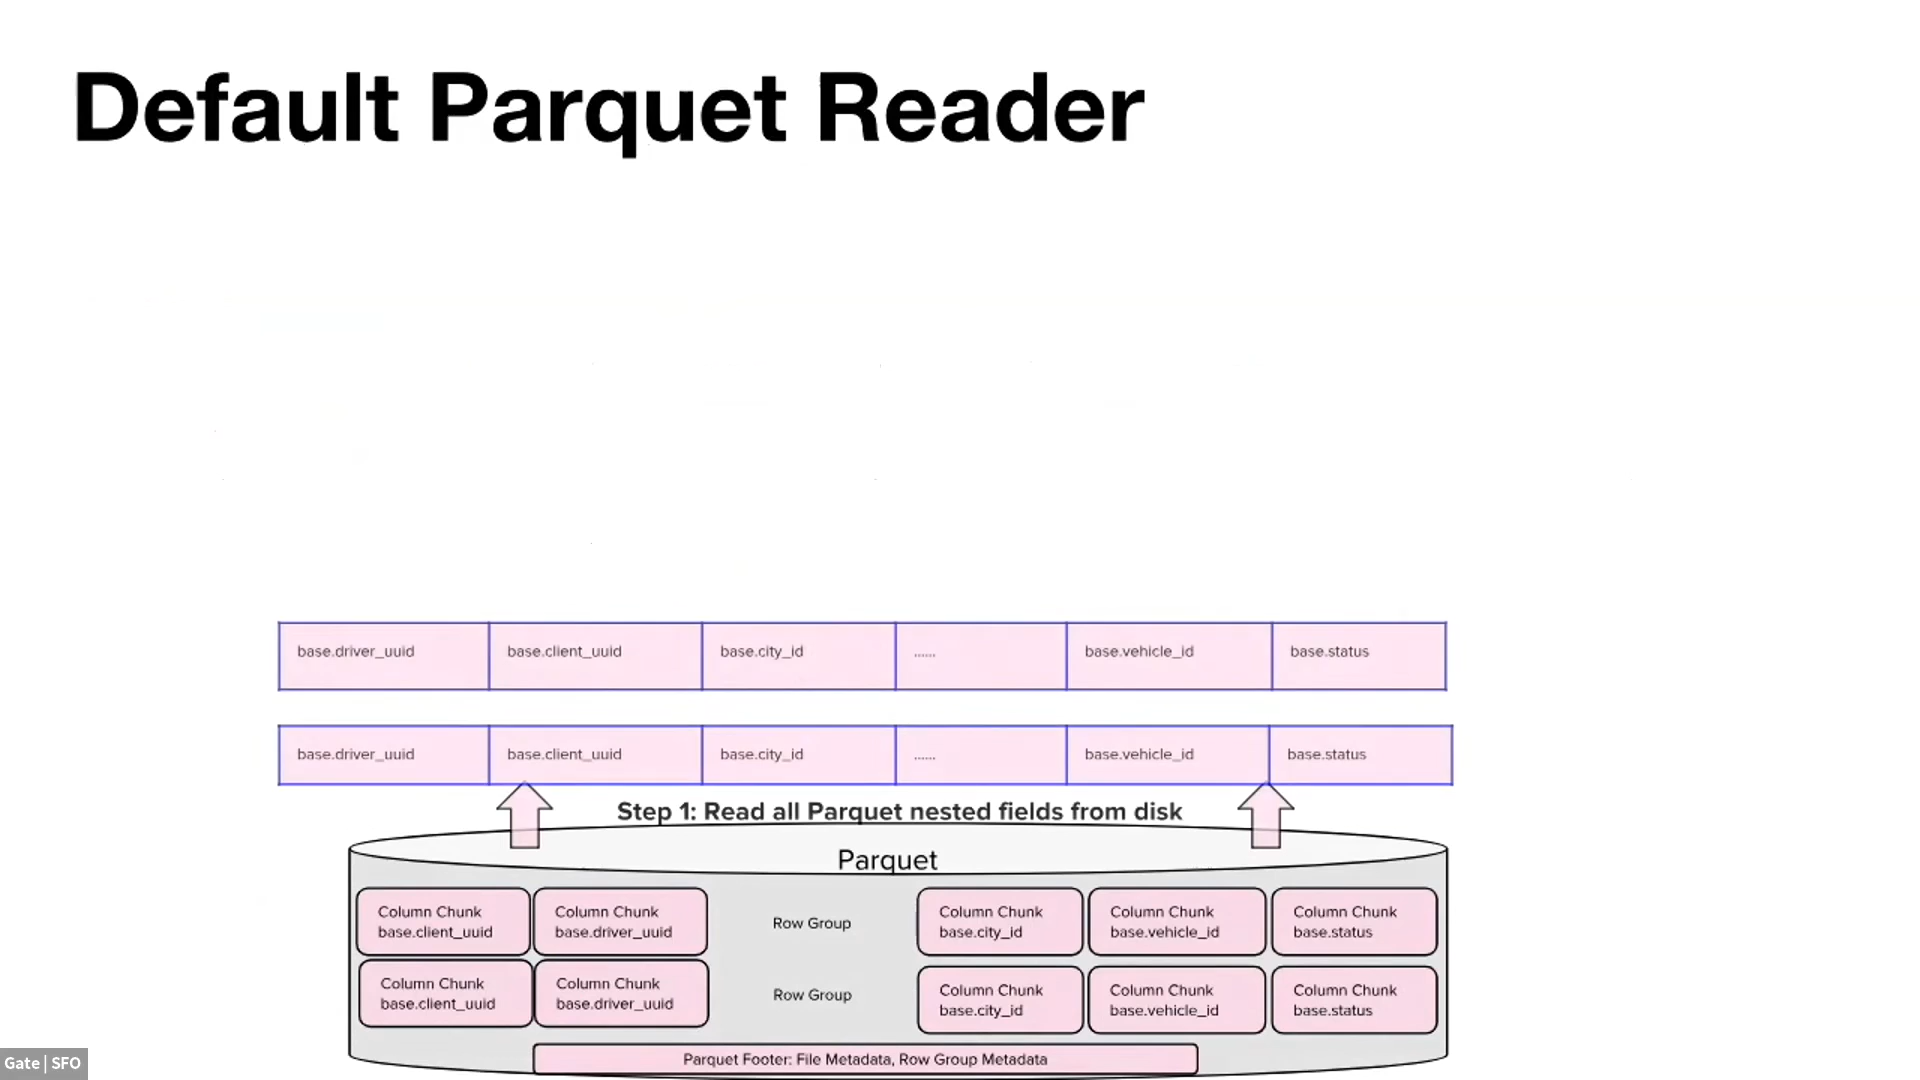 Default Parquet Reader
base.driver_uuid base.client_uuid base.city_id ...... base.vehicle_id base.status
base.driver_uuid base.client_uuid base.city_id ...... base.vehicle_id base.status
Step 1: Read all Parquet nested fields from disk
Parquet
Column Chunk
base.client_uuid
Column Chunk
base.driver_uuid
Row Group
Column Chunk
base.city_id
Column Chunk
base.vehicle_id
Column Chunk
base.status
Column Chunk
base.client_uuid
Column Chunk
base.driver_uuid
Row Group
Column Chunk
base.city_id
Column Chunk
base.vehicle_id
Column Chunk
base.status
Parquet Footer: File Metadata, Row Group Metadata
Gate | SFO